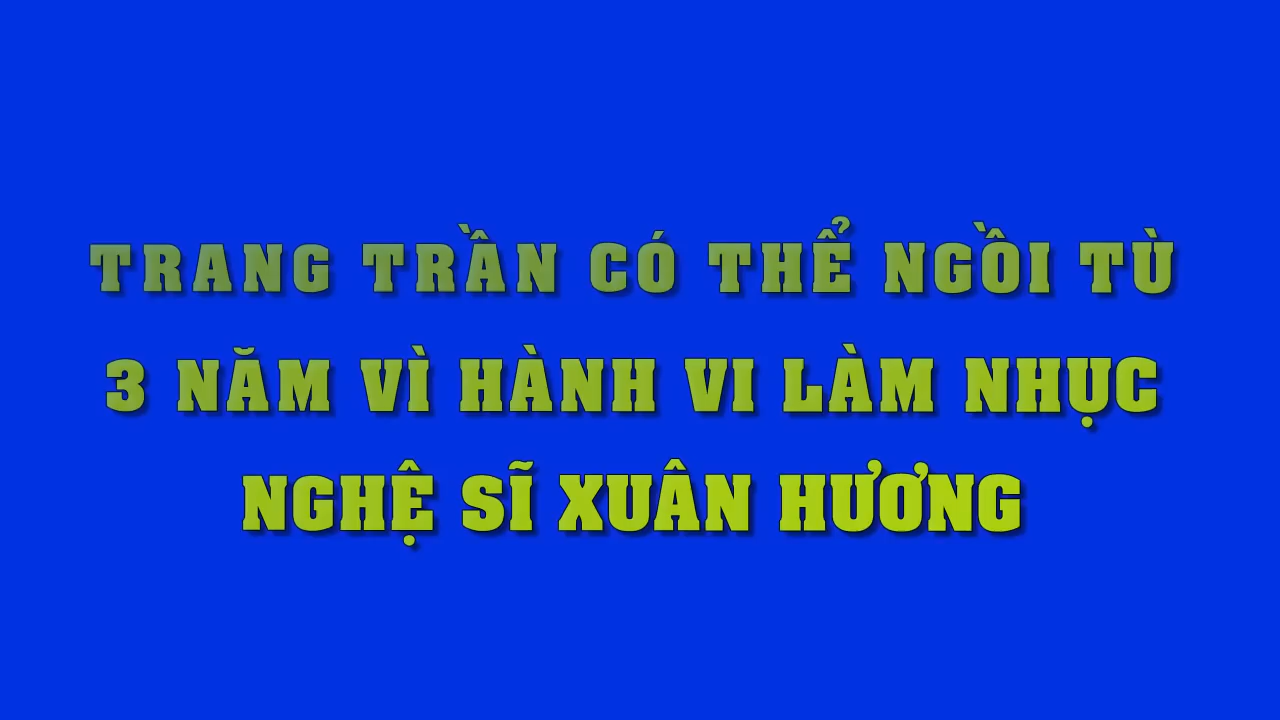 TRANG TRẦN CÓ THỂ NGỒI TÙ
3 NĂM VÌ HÀNH VI LÀM NHỤC
NGHỆ SĨ XUÂN HƯƠNG